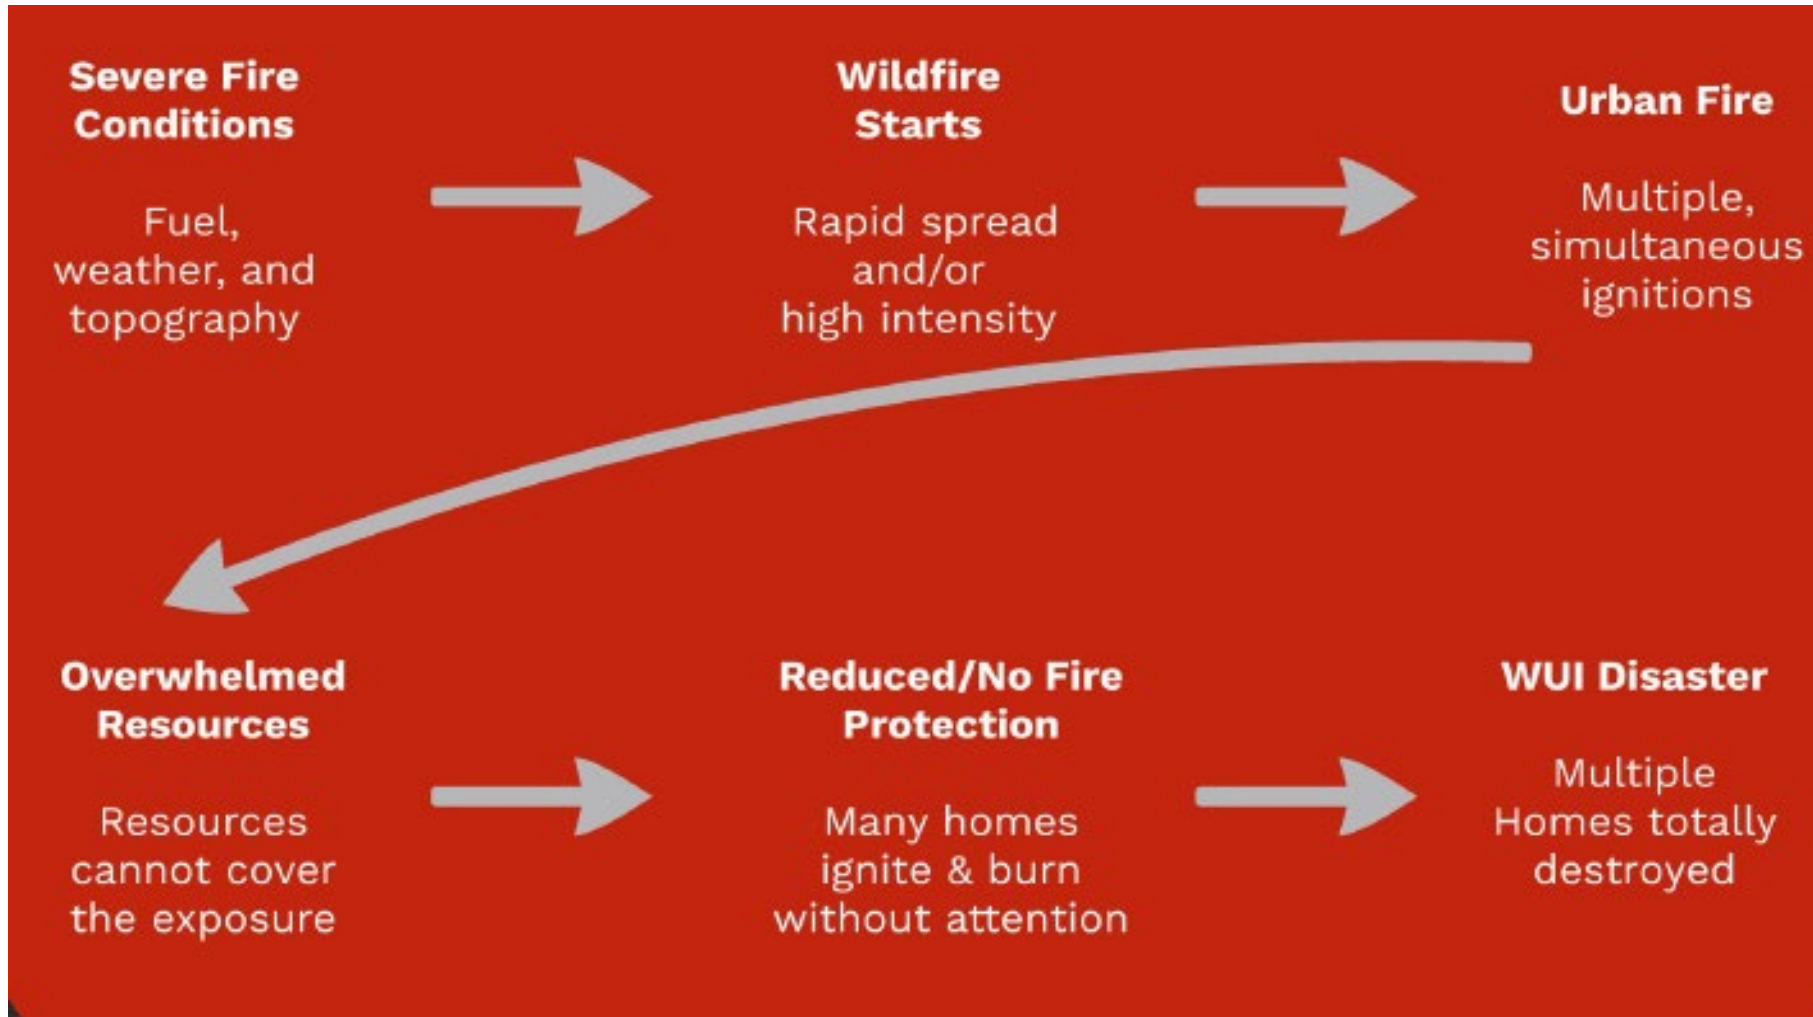 Severe Fire
Conditions
Fuel,
weather, and
topography
Wildfire
Starts
Rapid spread
and/or
high intensity
Urban Fire
Multiple,
simultaneous
ignitions
Overwhelmed
Resources
Resources
cannot cover
the exposure
Reduced/No Fire
Protection
Many homes
ignite & burn
without attention
WUI Disaster
Multiple
Homes totally
destroyed